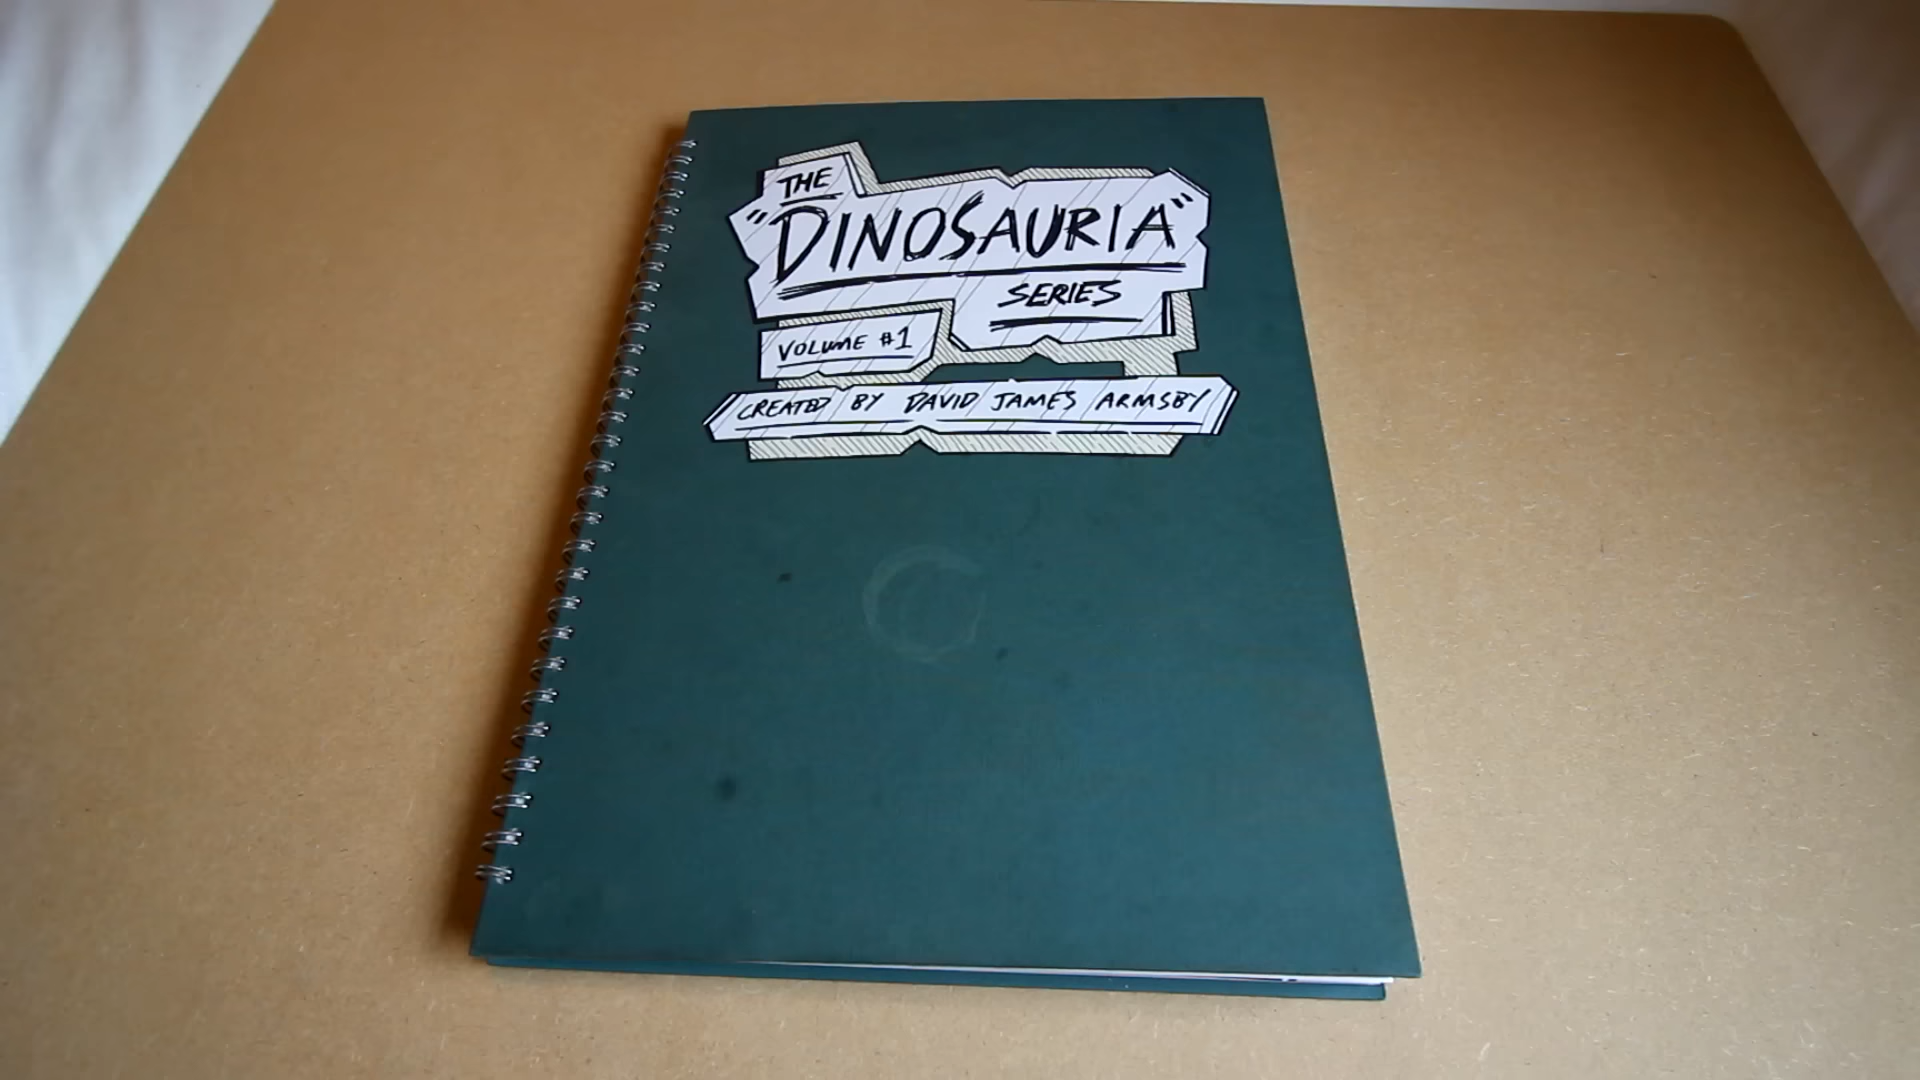 THE
"DINOSAURIA"
SERIES
VOLUME #1
CREATED BY DAVID JAMES ARMSBY